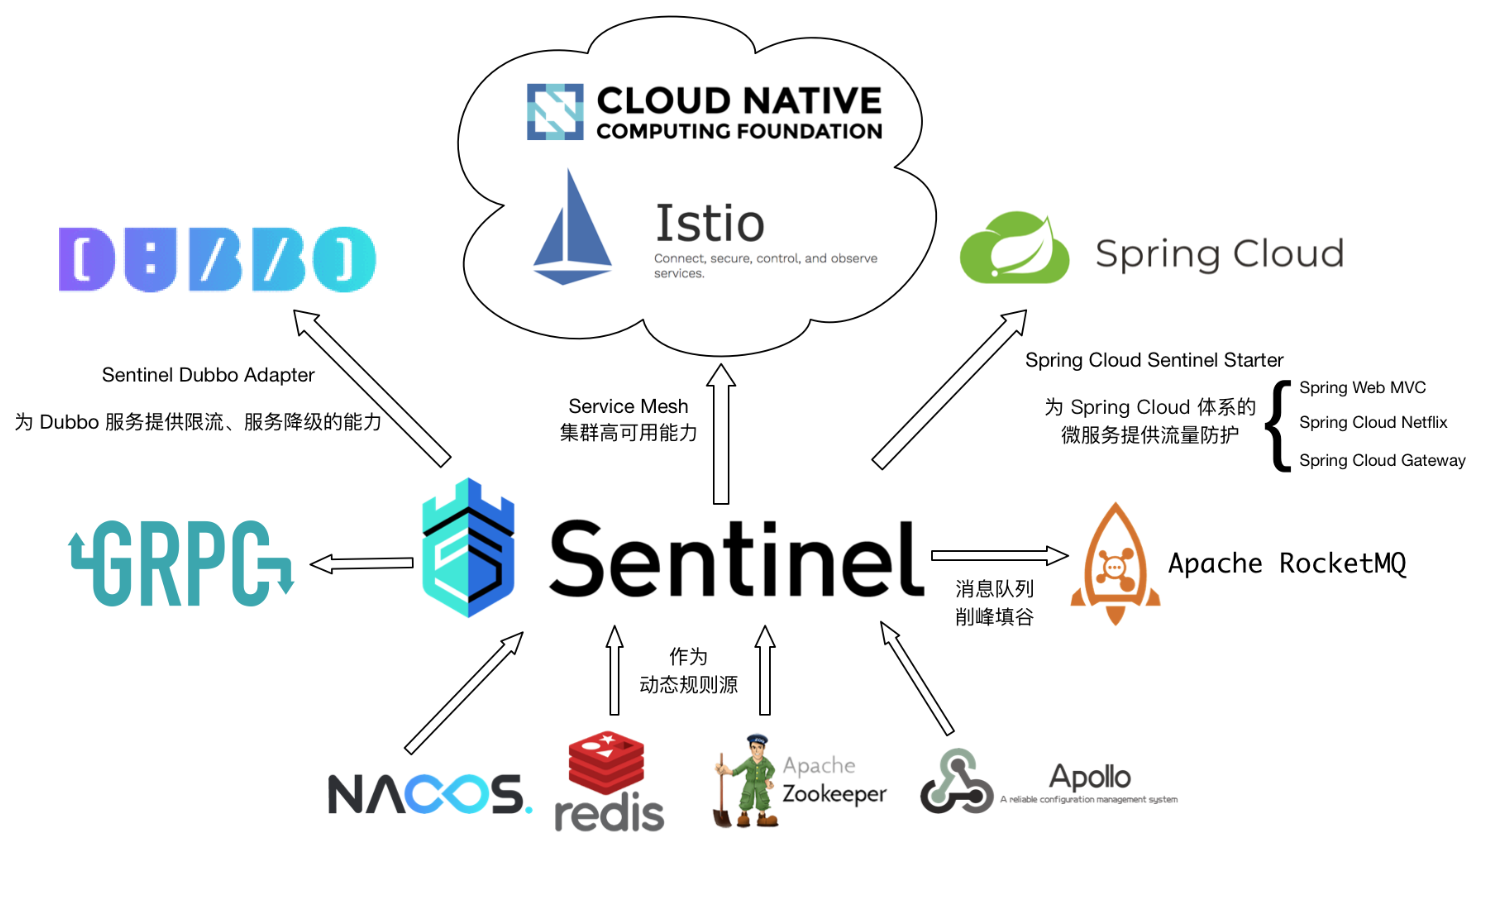 CLOUD NATIVE
COMPUTING FOUNDATION
Istio
Connect, secure, control, and observe
services.
DUBBO
Spring Cloud
Sentinel Dubbo Adapter
为 Dubbo 服务提供限流、服务降级的能力
Service Mesh
集群高可用能力
Spring Cloud Sentinel Starter
为 Spring Cloud 体系的
微服务提供流量防护
Spring Web MVC
Spring Cloud Netflix
Spring Cloud Gateway
GRPC
Sentinel
Apache RocketMQ
消息队列
削峰填谷
作为
动态规则源
NACOS.
redis
Apache
Zookeeper
Apollo
A reliable configuration management system